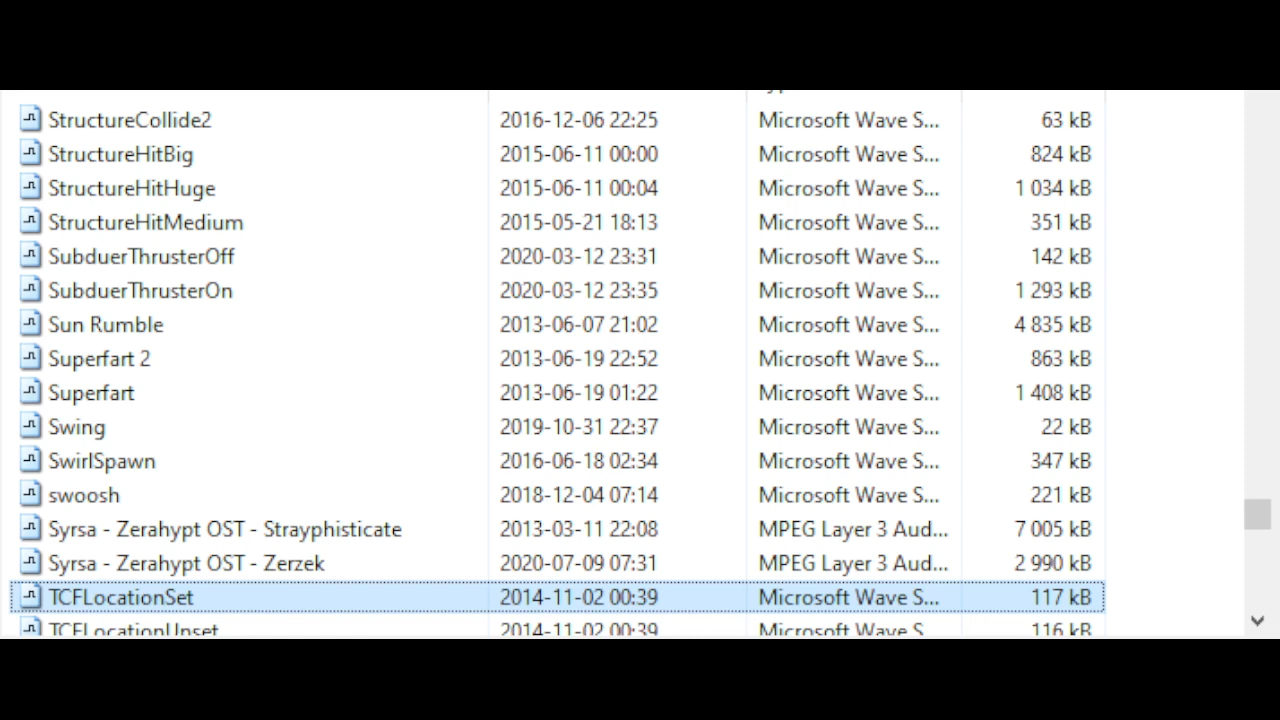 StructureCollide2 2016-12-06 22:25 Microsoft Wave S... 63 kB
StructureHitBig 2015-06-11 00:00 Microsoft Wave S... 824 kB
StructureHitHuge 2015-06-11 00:04 Microsoft Wave S... 1 034 kB
StructureHitMedium 2015-05-21 18:13 Microsoft Wave S... 351 kB
SubduerThrusterOff 2020-03-12 23:31 Microsoft Wave S... 142 kB
SubduerThrusterOn 2020-03-12 23:35 Microsoft Wave S... 1 293 kB
Sun Rumble 2013-06-07 21:02 Microsoft Wave S... 4 835 kB
Superfart 2 2013-06-19 22:52 Microsoft Wave S... 863 kB
Superfart 2013-06-19 01:22 Microsoft Wave S... 1 408 kB
Swing 2019-10-31 22:37 Microsoft Wave S... 22 kB
SwirlSpawn 2016-06-18 02:34 Microsoft Wave S... 347 kB
swoosh 2018-12-04 07:14 Microsoft Wave S... 221 kB
Syrsa - Zerahypt OST - Strayphisticate 2013-03-11 22:08 MPEG Layer 3 Aud... 7 005 kB
Syrsa - Zerahypt OST - Zerzek 2020-07-09 07:31 MPEG Layer 3 Aud... 2 990 kB
TCFLocationSet 2014-11-02 00:39 Microsoft Wave S... 117 kB
TCFLocationUnset 2014-11-02 00:39 Microsoft Wave S 116 kB